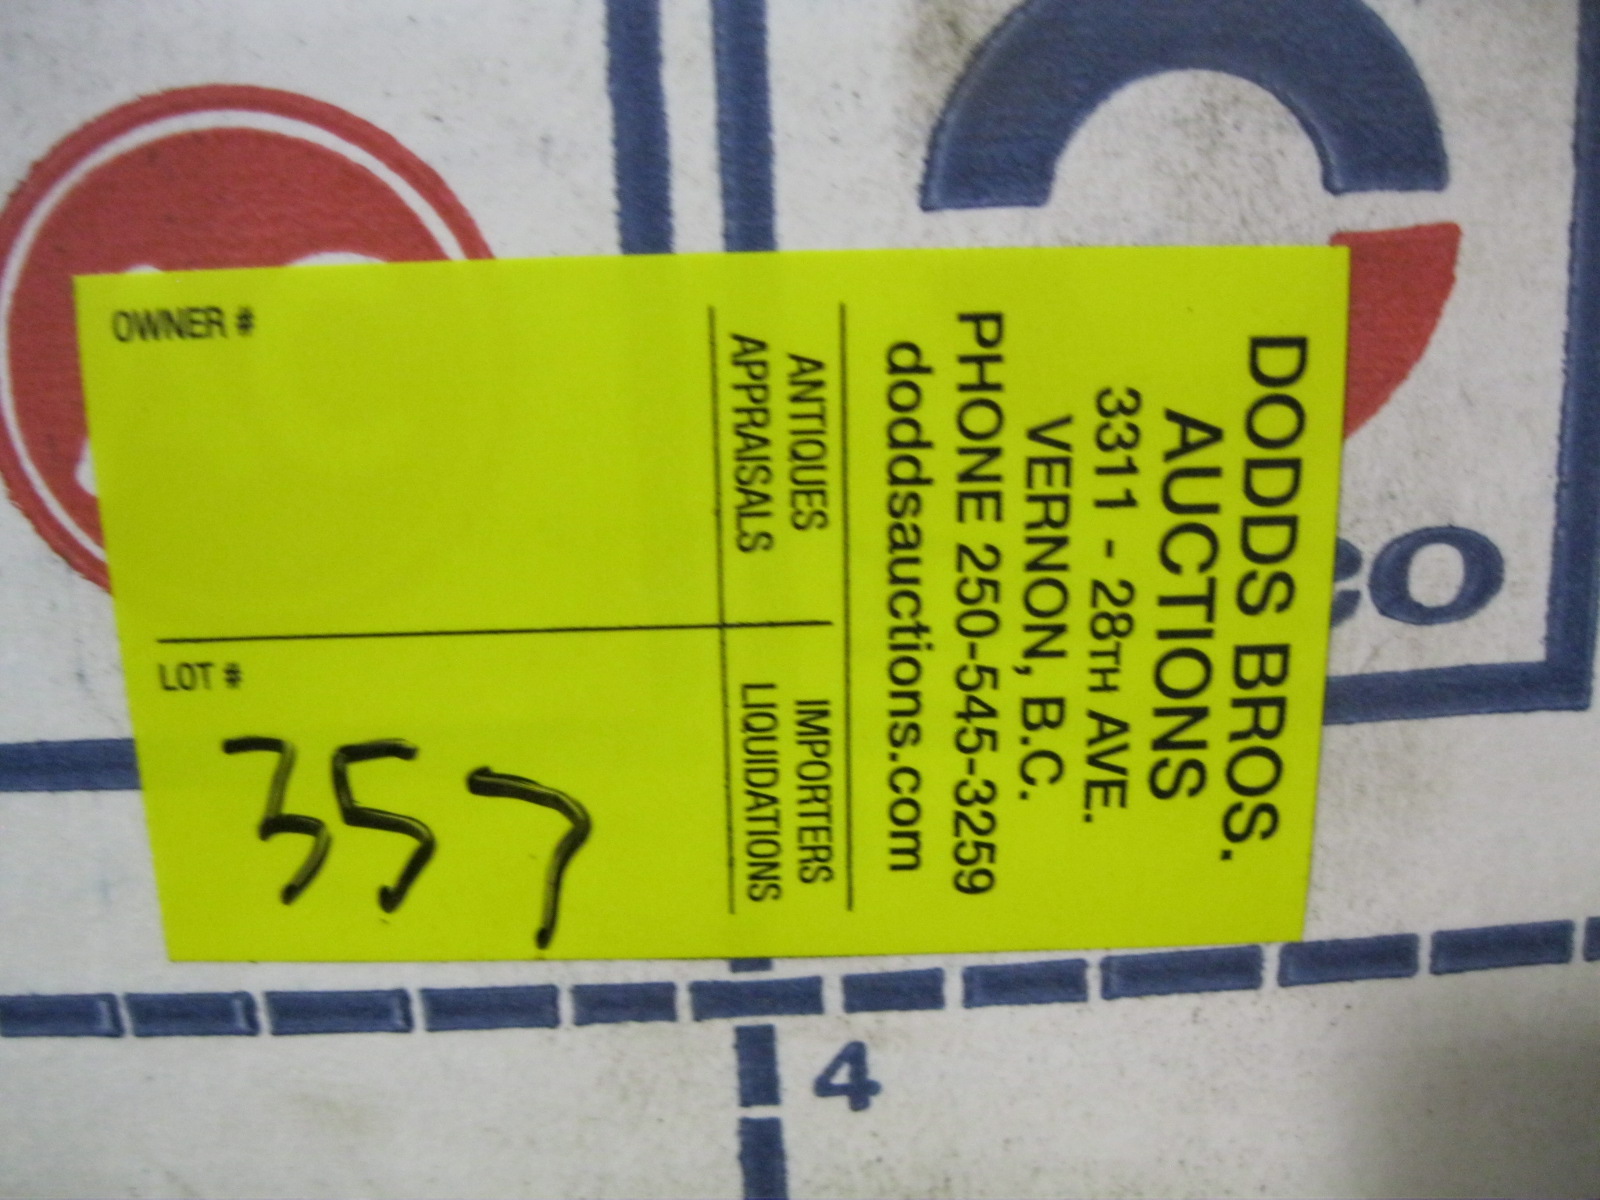 DODDS BROS.
AUCTIONS
3311 - 28TH AVE.
VERNON, B.C.
PHONE 250-545-3259
doddsauctions.com
ANTIQUES
APPRAISALS
IMPORTERS
LIQUIDATIONS
OWNER #
LOT #
357
4